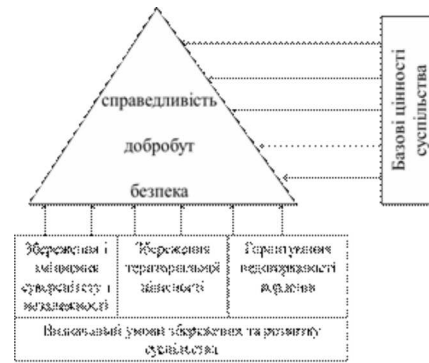 справедливість
добробут
безпека
Базові цінності
суспільства
Збереження і
зміцнення
суверенітету і
незалежності
Збереження
територіальної
цілісності
Гарантування
недоторканості
кордонів
Визначальні умови збереження та розвитку
суспільства